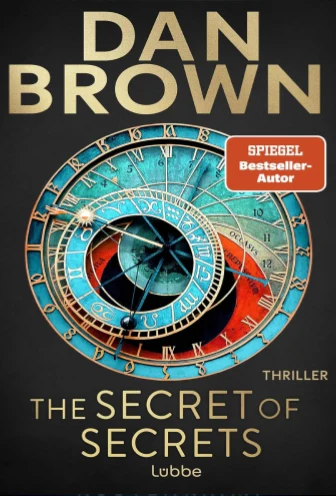 DAN
BROWN
SPIEGEL
Bestseller-
Autor
THRILLER
THE SECRET OF
SECRETS
Lübbe